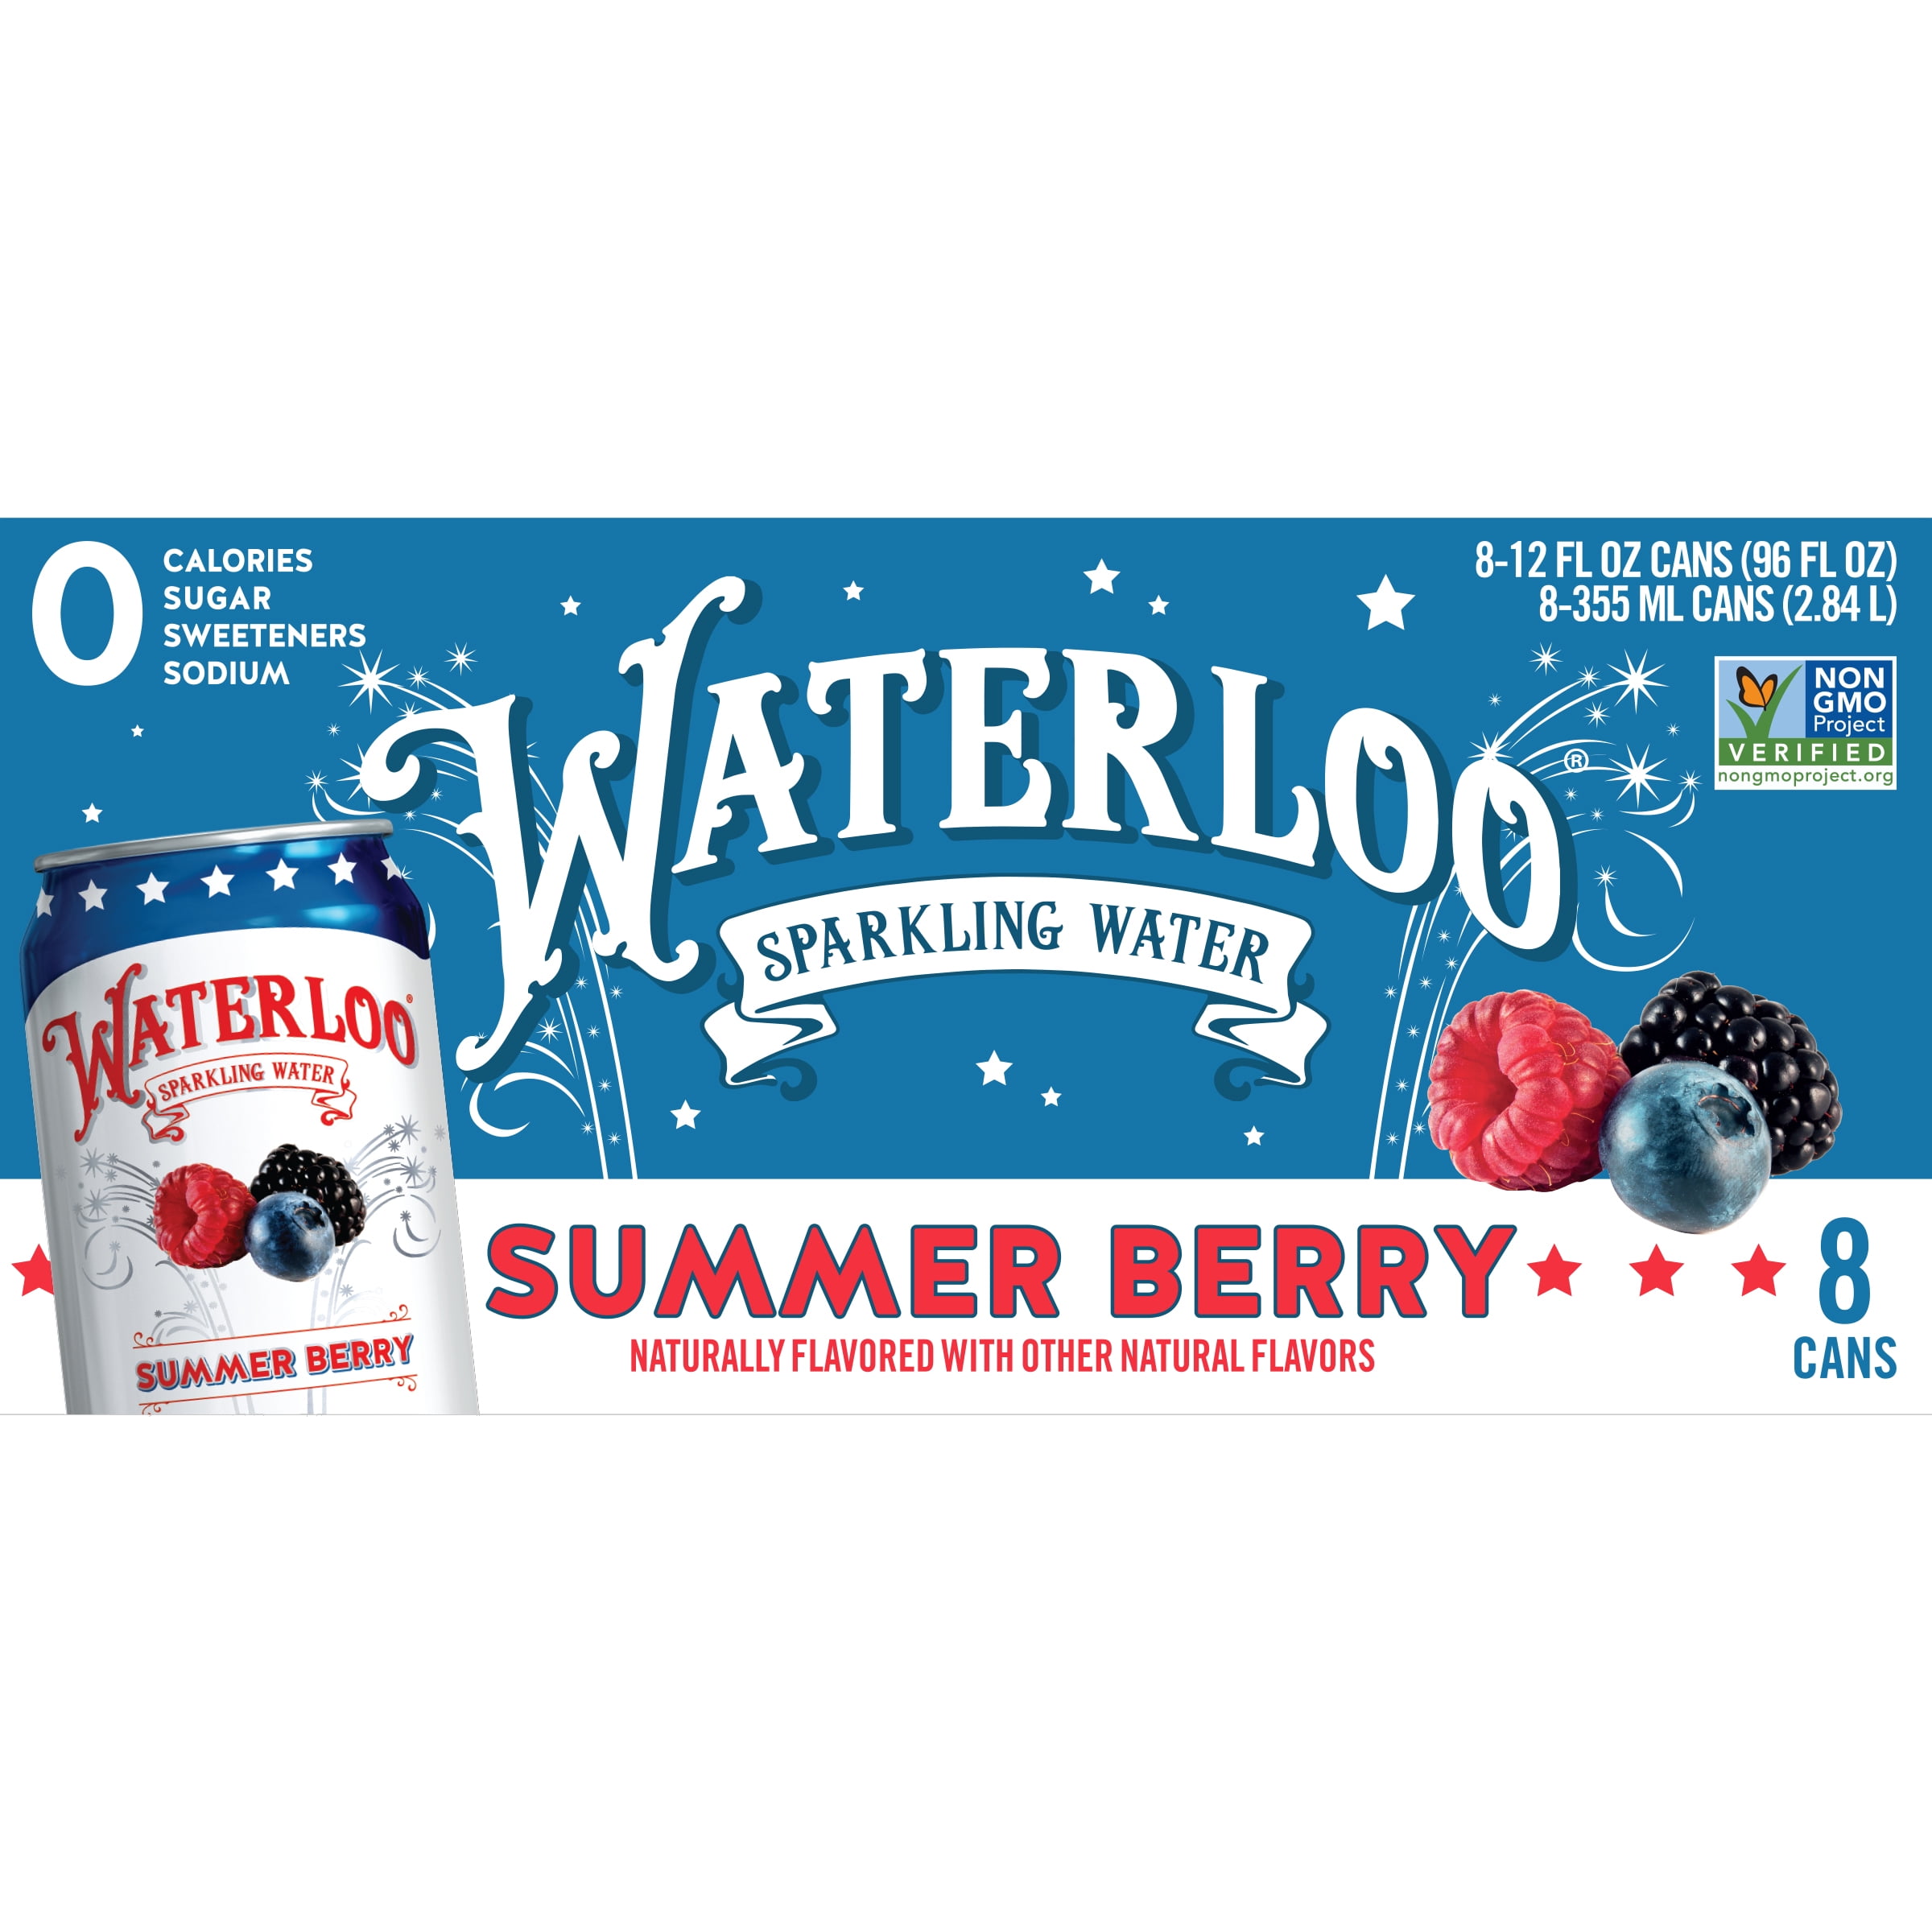 0
CALORIES
SUGAR
SWEETENERS
SODIUM
8-12 FL OZ CANS (96 FL OZ)
8-355 ML CANS (2.84 L)
NON
GMO
Project
VERIFIED
nongmoproject.org
WATERLOO®
SPARKLING WATER
WATERLOO®
SPARKLING WATER
SUMMER BERRY
SUMMER BERRY
NATURALLY FLAVORED WITH OTHER NATURAL FLAVORS
8
CANS